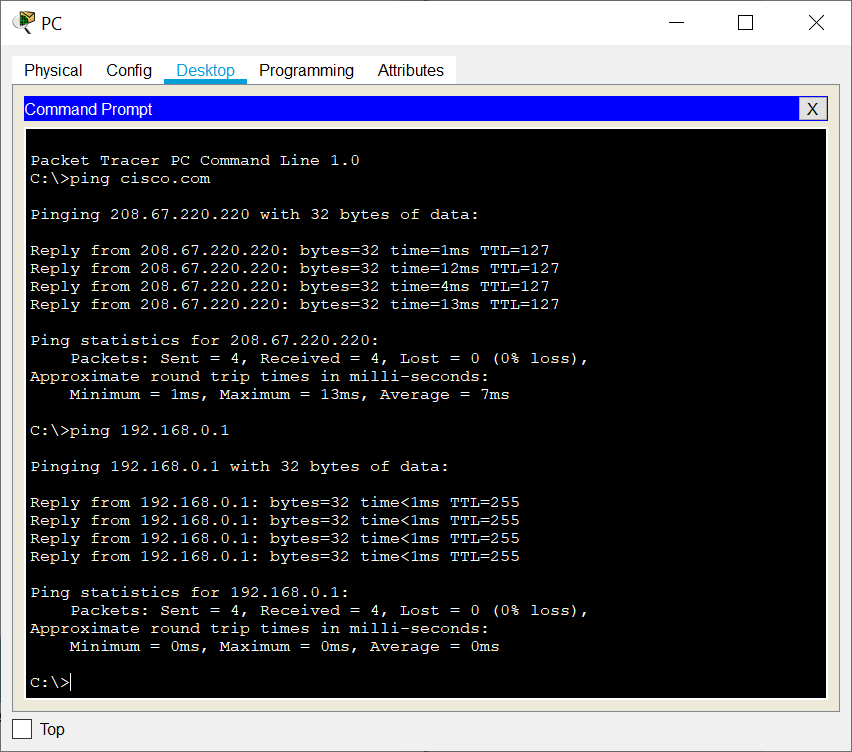 PC
Physical Config Desktop Programming Attributes
Command Prompt X
Packet Tracer PC Command Line 1.0
C:\>ping cisco.com
Pinging 208.67.220.220 with 32 bytes of data:
Reply from 208.67.220.220: bytes=32 time=1ms TTL=127
Reply from 208.67.220.220: bytes=32 time=12ms TTL=127
Reply from 208.67.220.220: bytes=32 time=4ms TTL=127
Reply from 208.67.220.220: bytes=32 time=13ms TTL=127
Ping statistics for 208.67.220.220:
    Packets: Sent = 4, Received = 4, Lost = 0 (0% loss),
Approximate round trip times in milli-seconds:
    Minimum = 1ms, Maximum = 13ms, Average = 7ms
C:\>ping 192.168.0.1
Pinging 192.168.0.1 with 32 bytes of data:
Reply from 192.168.0.1: bytes=32 time<1ms TTL=255
Reply from 192.168.0.1: bytes=32 time<1ms TTL=255
Reply from 192.168.0.1: bytes=32 time<1ms TTL=255
Reply from 192.168.0.1: bytes=32 time<1ms TTL=255
Ping statistics for 192.168.0.1:
    Packets: Sent = 4, Received = 4, Lost = 0 (0% loss),
Approximate round trip times in milli-seconds:
    Minimum = 0ms, Maximum = 0ms, Average = 0ms
C:\>
Top